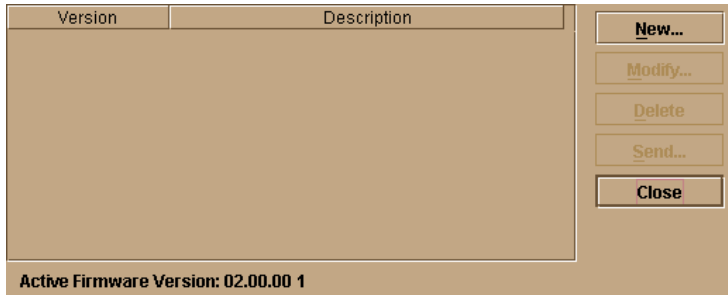 Version Description
New...
Modify...
Delete
Send...
Close
Active Firmware Version: 02.00.00 1